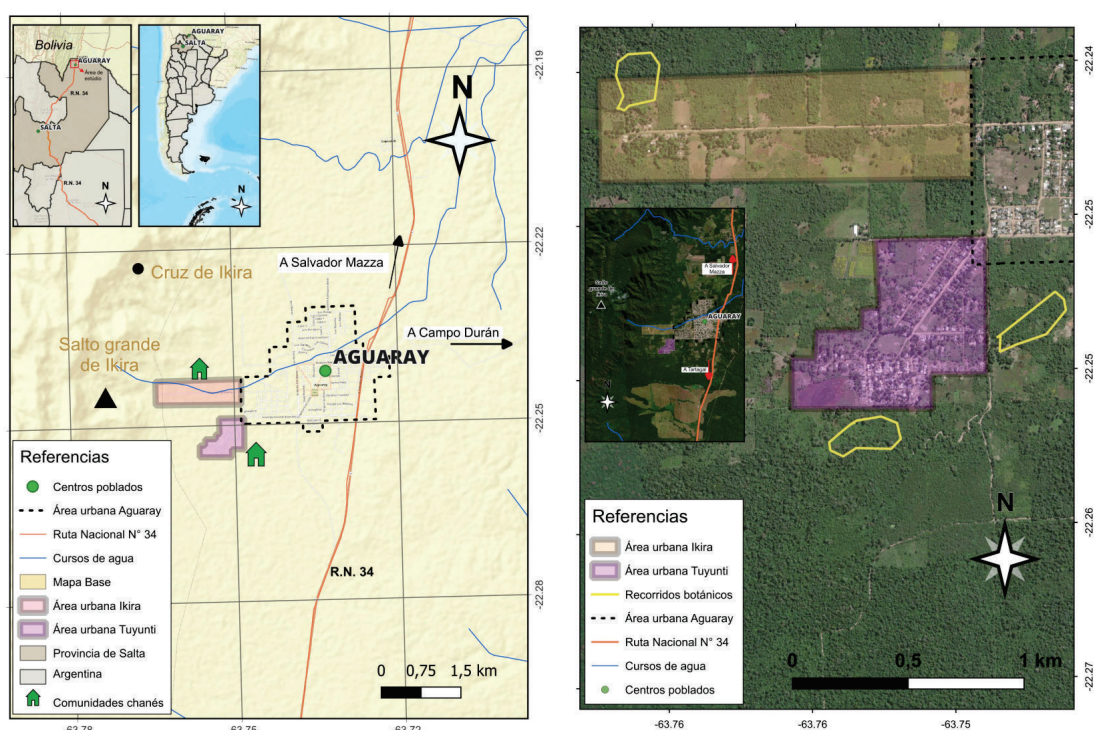 AGUARAY
SALTA
Bolivia
AGUARAY
Área de
estudio
R.N. 34
SALTA
R.N. 34
N
N
N
Cruz de Ikira
A Salvador Mazza
A Campo Durán
Salto grande
de Ikira
AGUARAY
R.N. 34
Referencias
Centros poblados
Área urbana Aguaray
Ruta Nacional N° 34
Cursos de agua
Mapa Base
Área urbana Ikira
Área urbana Tuyunti
Provincia de Salta
Argentina
Comunidades chanés
0 0,75 1,5 km
-22.19
-22.22
-22.25
-22.28
-63.78
-63.75
-63.72
A Salvador
Mazza
Salto
grande de
Ikira
AGUARAY
A Tartagal
N
Referencias
Área urbana Ikira
Área urbana Tuyunti
Recorridos botánicos
Área urbana Aguaray
Ruta Nacional N° 34
Cursos de agua
Centros poblados
N
0 0,5 1 km
-22.24
-22.25
-22.25
-22.26
-22.27
-63.76
-63.76
-63.75